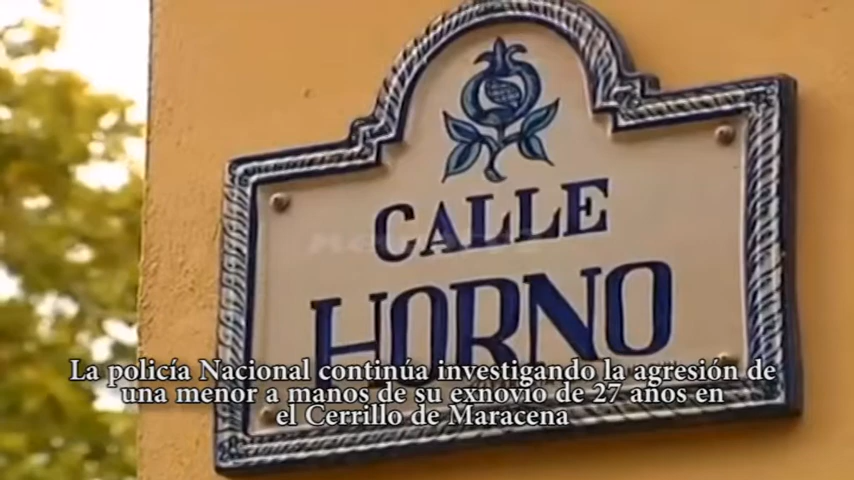 CALLE
HORNO
La policía Nacional continúa investigando la agresión de
una menor a manos de su exnovio de 27 años en
el Cerrillo de Maracena